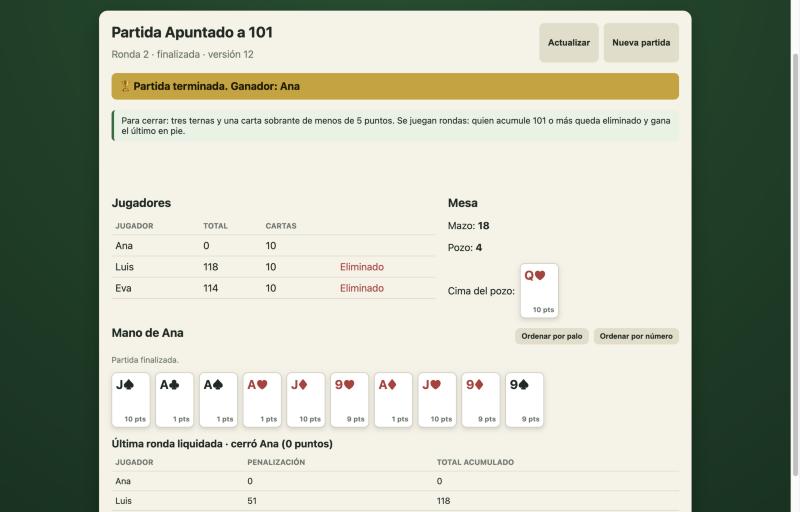 Partida Apuntado a 101
Ronda 2 · finalizada · versión 12
Actualizar
Nueva partida
🏆 Partida terminada. Ganador: Ana
Para cerrar: tres ternas y una carta sobrante de menos de 5 puntos. Se juegan rondas: quien acumule 101 o más queda eliminado y gana
el último en pie.
Jugadores
JUGADOR TOTAL CARTAS
Ana 0 10
Luis 118 10 Eliminado
Eva 114 10 Eliminado
Mesa
Mazo: 18
Pozo: 4
Cima del pozo:
Q♥
10 pts
Mano de Ana
Ordenar por palo
Ordenar por número
Partida finalizada.
J♠ A♣ A♠ A♥ J♦ 9♥ A♦ J♥ 9♦ 9♠
10 pts 1 pts 1 pts 1 pts 10 pts 9 pts 1 pts 10 pts 9 pts 9 pts
Última ronda liquidada · cerró Ana (0 puntos)
JUGADOR PENALIZACIÓN TOTAL ACUMULADO
Ana 0 0
Luis 51 118